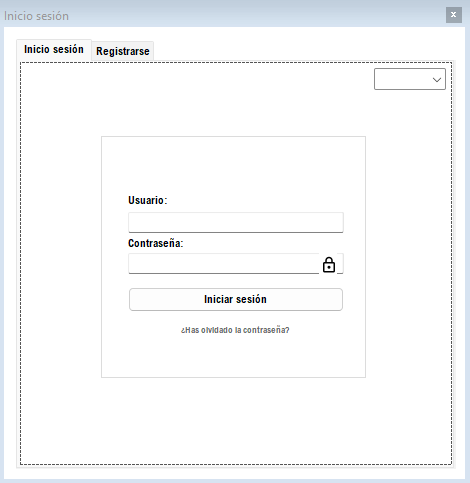 Inicio sesión
Inicio sesión
Registrarse
Usuario:
Contraseña:
Iniciar sesión
¿Has olvidado la contraseña?